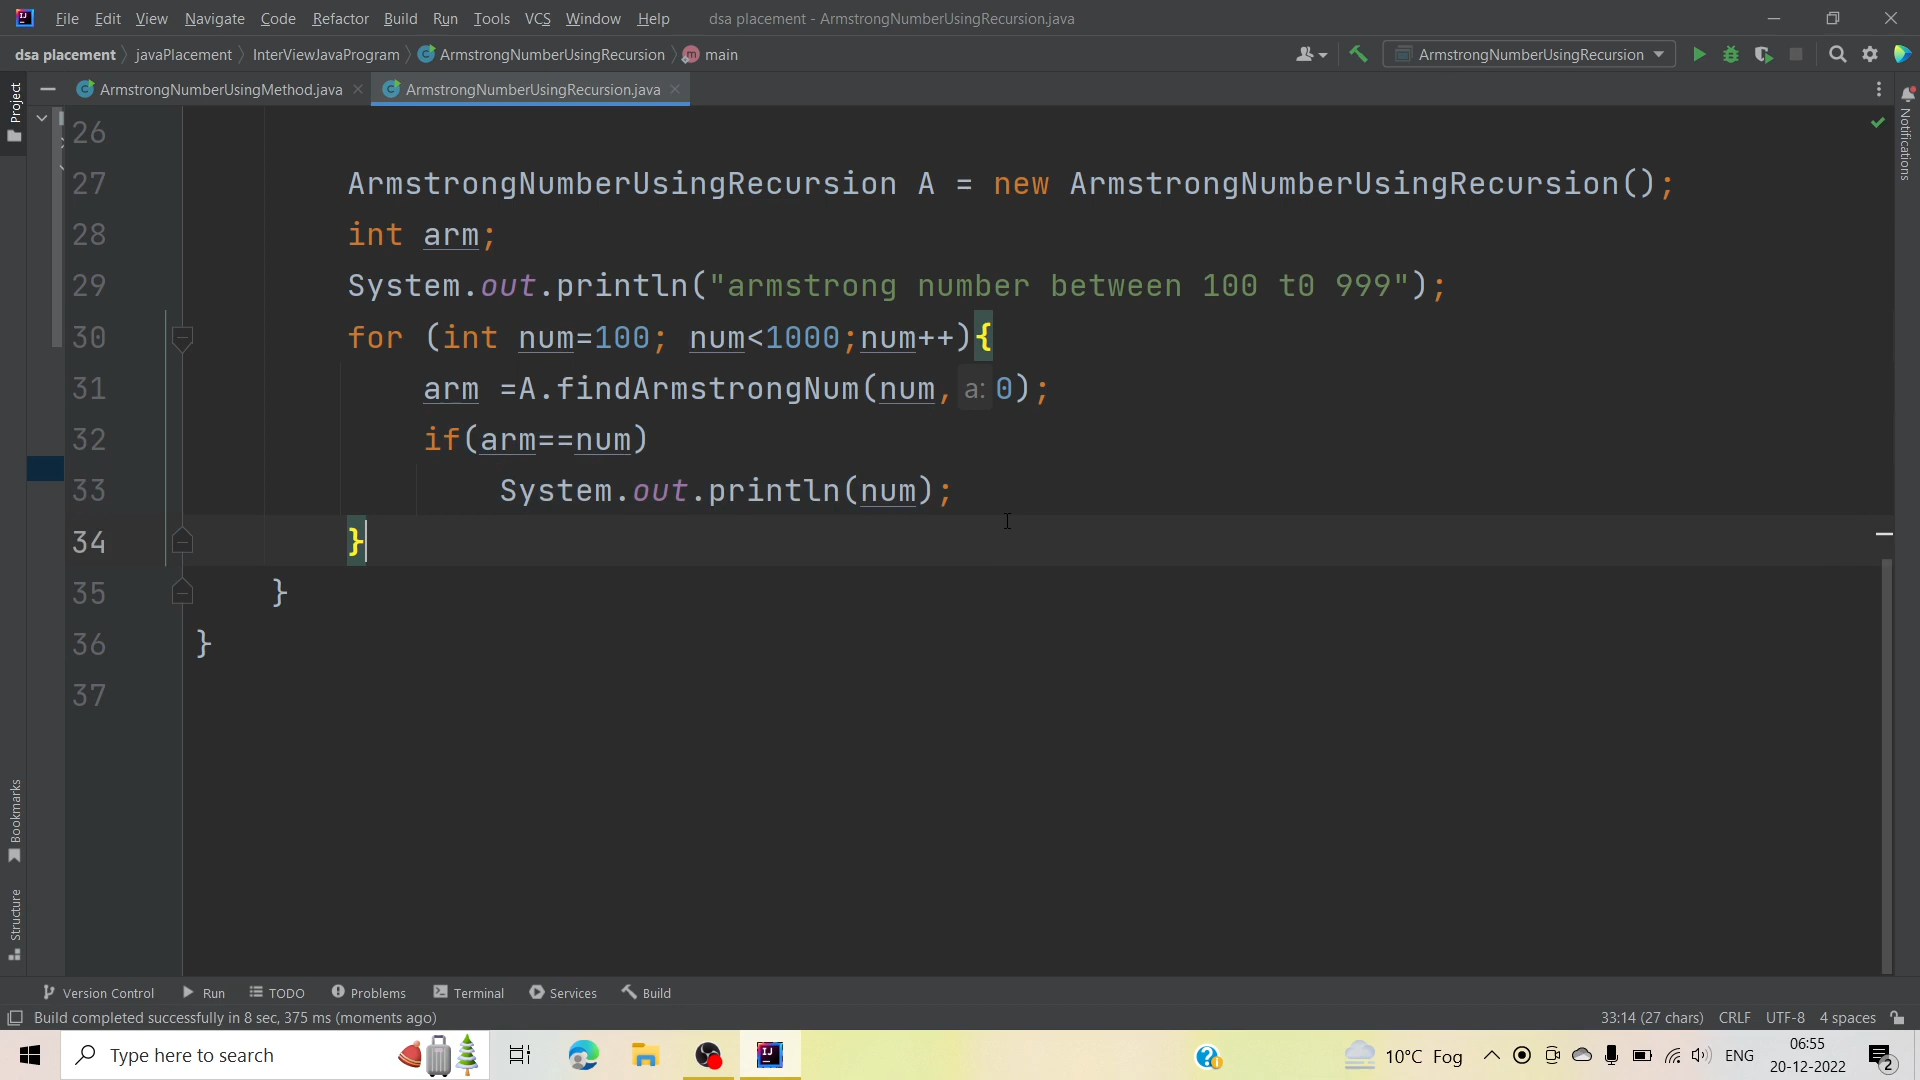 File Edit View Navigate Code Refactor Build Run Tools VCS Window Help dsa placement - ArmstrongNumberUsingRecursion.java
dsa placement javaPlacement InterViewJavaProgram ArmstrongNumberUsingRecursion main ArmstrongNumberUsingRecursion
Project ArmstrongNumberUsingMethod.java ArmstrongNumberUsingRecursion.java
Notifications
26
27 ArmstrongNumberUsingRecursion A = new ArmstrongNumberUsingRecursion();
28 int arm;
29 System.out.println("armstrong number between 100 t0 999");
30 for (int num=100; num<1000;num++){
31 arm =A.findArmstrongNum(num, a: 0);
32 if(arm==num)
33 System.out.println(num);
34 }
35 }
36 }
37
Bookmarks
Structure
Version Control Run TODO Problems Terminal Services Build
Build completed successfully in 8 sec, 375 ms (moments ago) 33:14 (27 chars) CRLF UTF-8 4 spaces
Type here to search 10°C Fog ENG 06:55
20-12-2022 2